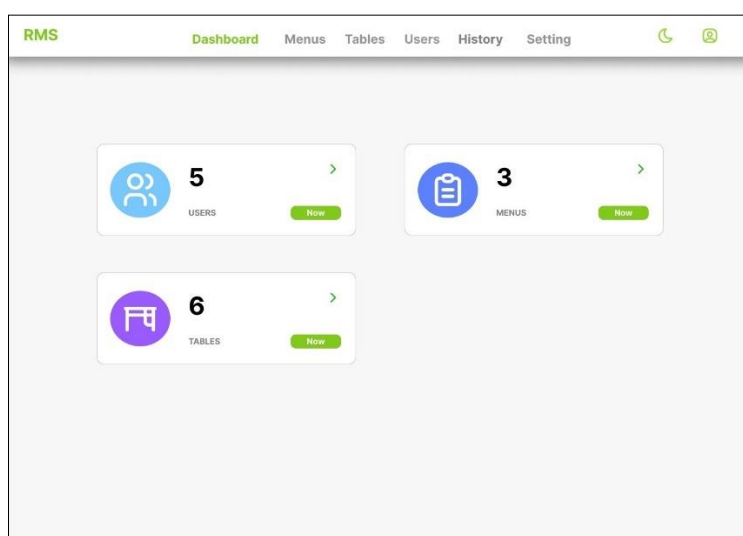 RMS Dashboard Menus Tables Users History Setting
5
USERS
Now
3
MENUS
Now
6
TABLES
Now